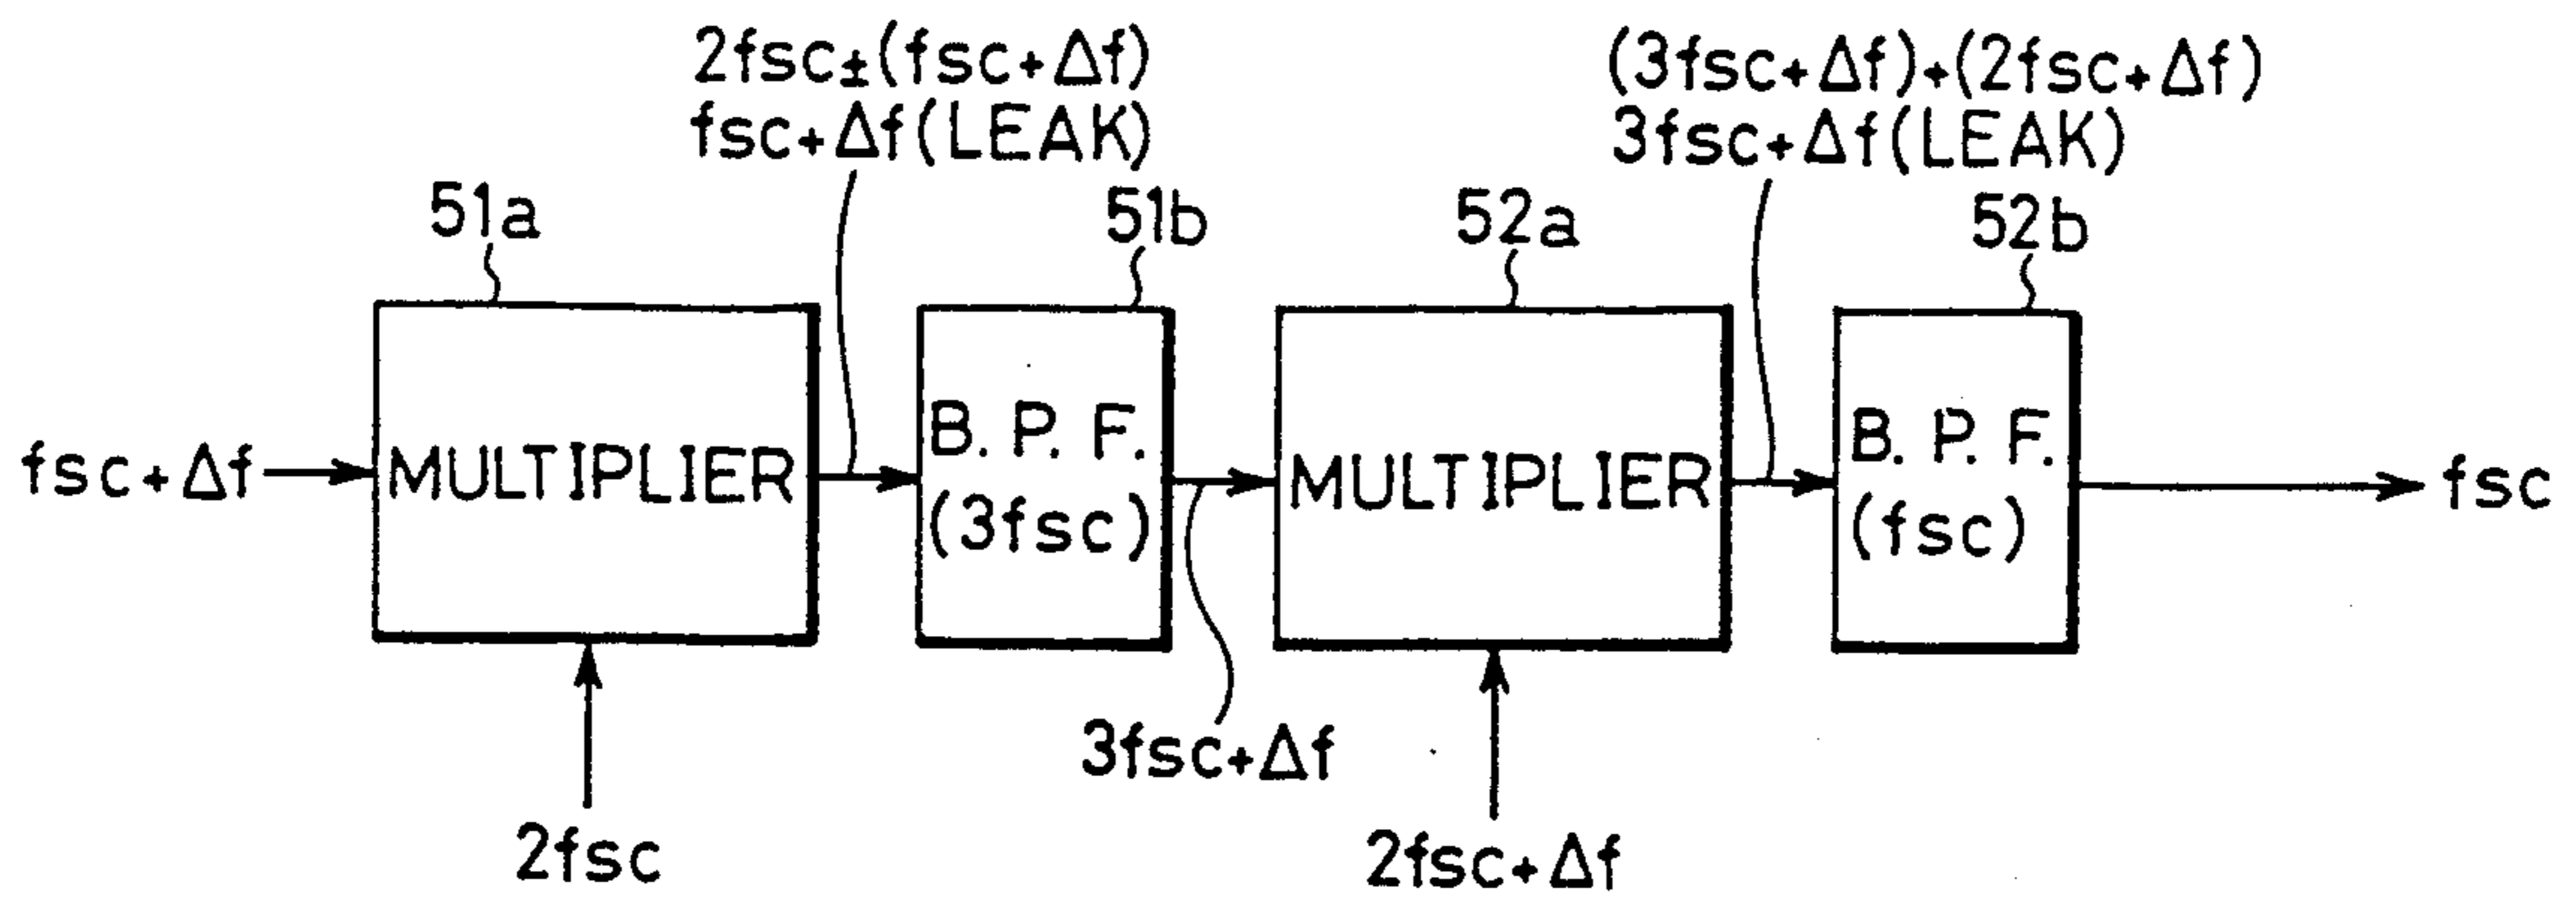 2fsc±(fsc+Δf)
fsc+Δf(LEAK)
(3fsc+Δf)+(2fsc+Δf)
3fsc+Δf(LEAK)
51a
51b
52a
52b
fsc+Δf
MULTIPLIER
B. P. F.
(3fsc)
MULTIPLIER
B. P. F.
(fsc)
fsc
3fsc+Δf
2fsc
2fsc+Δf